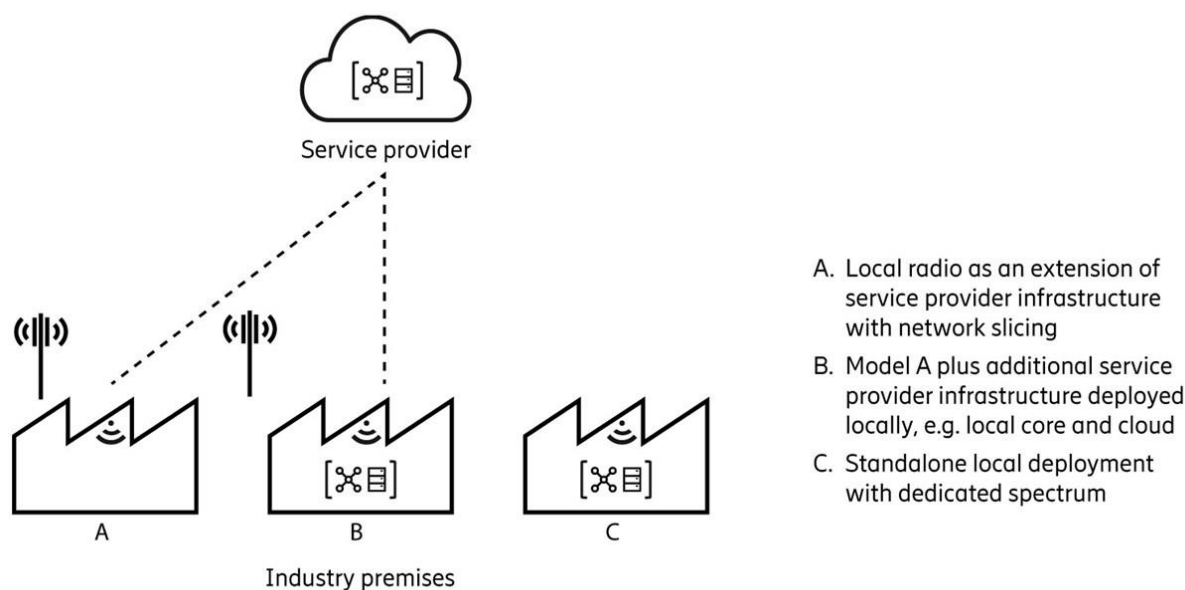 Service provider
A. Local radio as an extension of
service provider infrastructure
with network slicing
B. Model A plus additional service
provider infrastructure deployed
locally, e.g. local core and cloud
C. Standalone local deployment
with dedicated spectrum
A
B
C
Industry premises